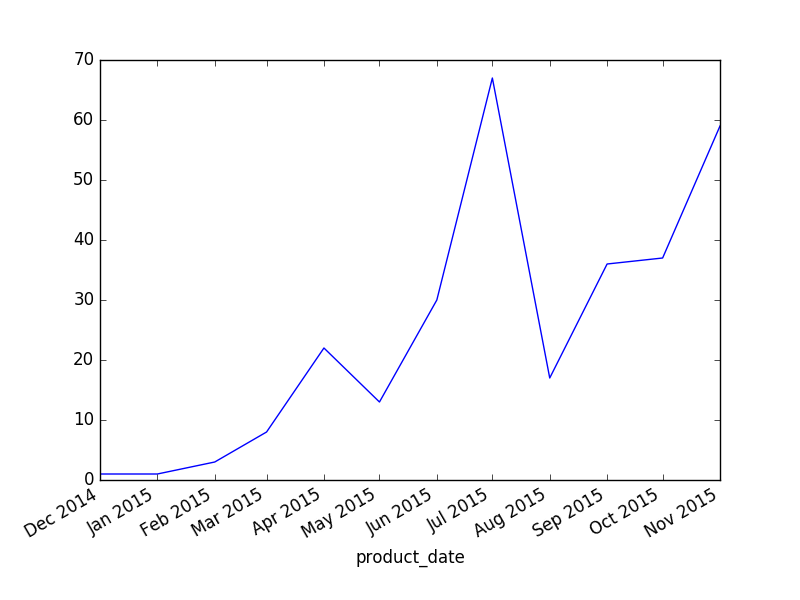 70
60
50
40
30
20
10
0
Dec 2014
Jan 2015
Feb 2015
Mar 2015
Apr 2015
May 2015
Jun 2015
Jul 2015
Aug 2015
Sep 2015
Oct 2015
Nov 2015
product_date